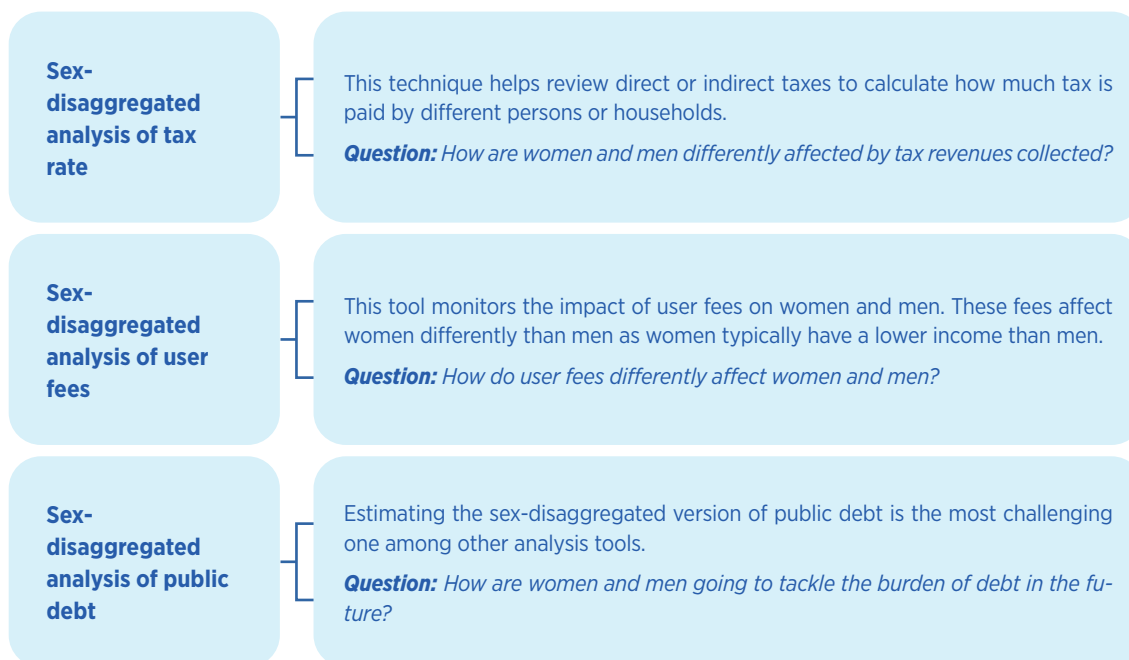 Sex-
disaggregated
analysis of tax
rate
This technique helps review direct or indirect taxes to calculate how much tax is
paid by different persons or households.
Question: How are women and men differently affected by tax revenues collected?
Sex-
disaggregated
analysis of user
fees
This tool monitors the impact of user fees on women and men. These fees affect
women differently than men as women typically have a lower income than men.
Question: How do user fees differently affect women and men?
Sex-
disaggregated
analysis of public
debt
Estimating the sex-disaggregated version of public debt is the most challenging
one among other analysis tools.
Question: How are women and men going to tackle the burden of debt in the fu-
ture?